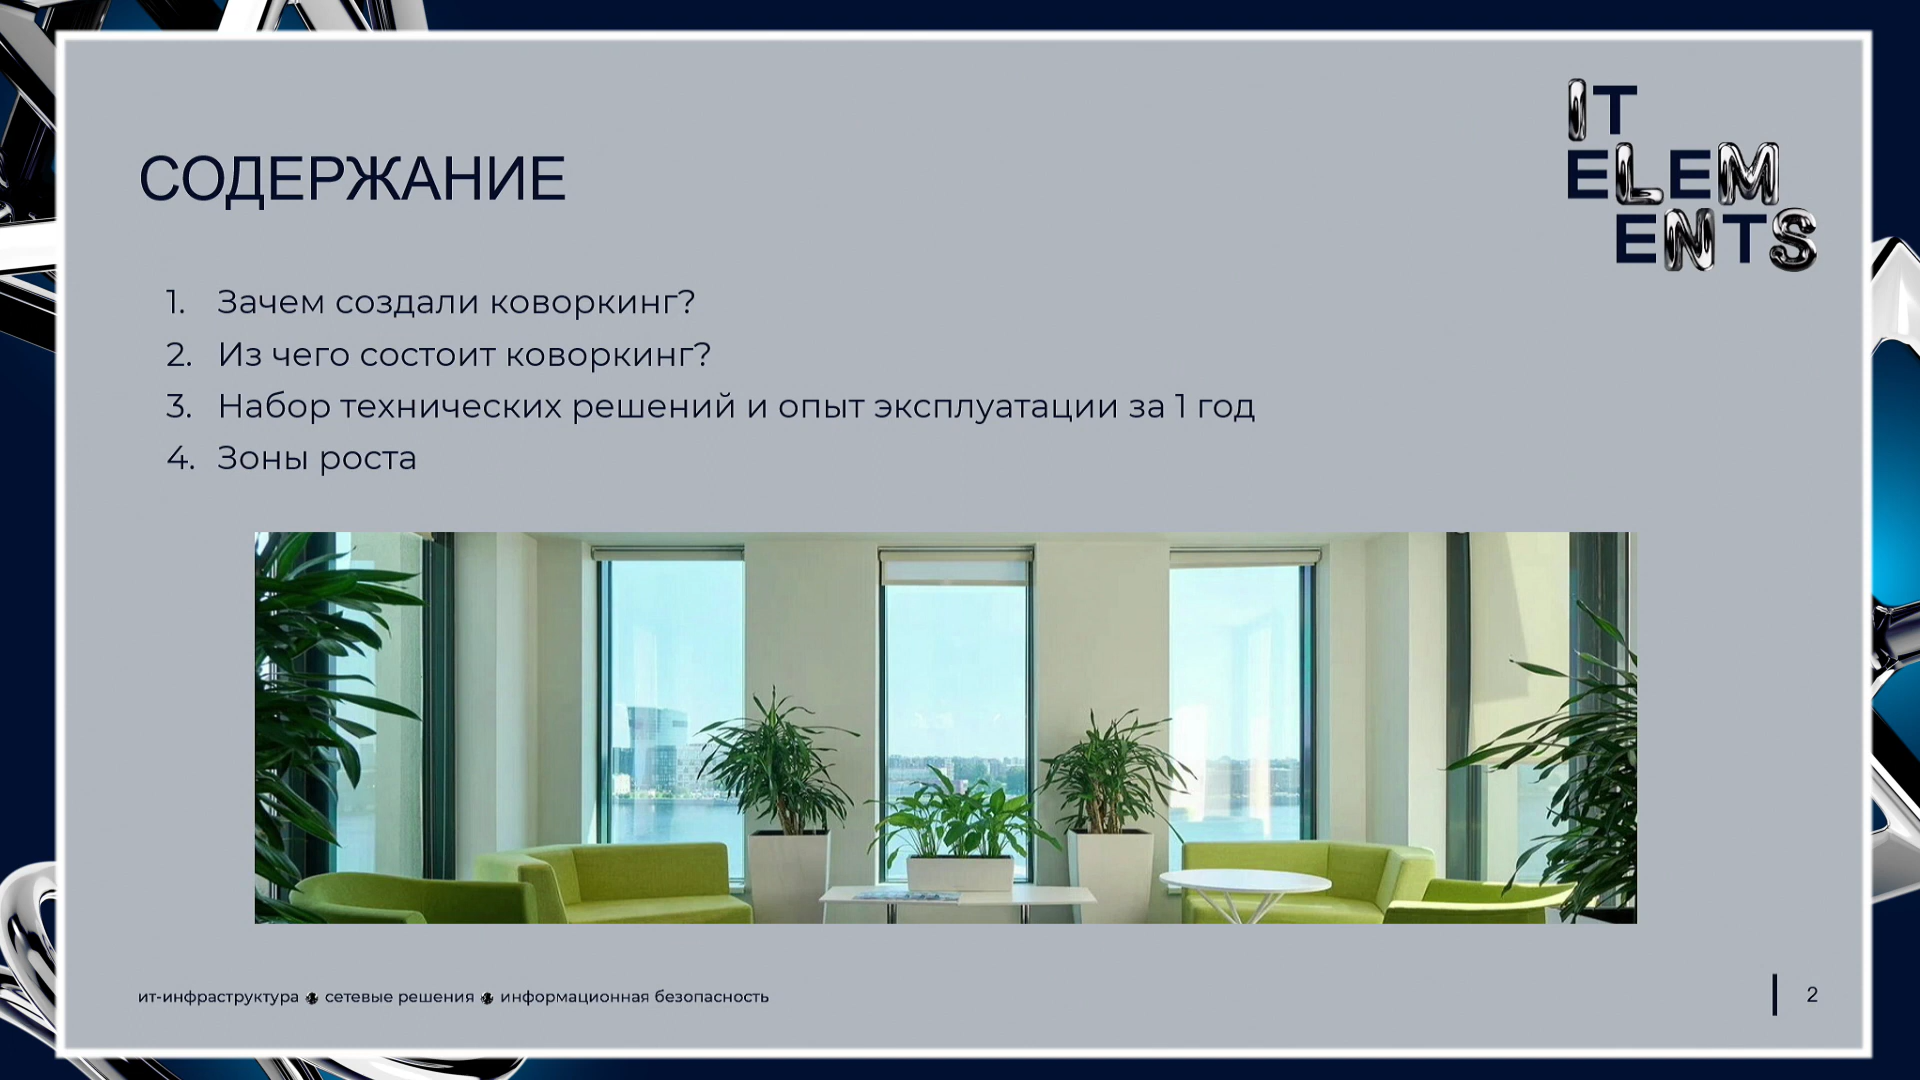 IT
ELEM
ENTS
СОДЕРЖАНИЕ
1. Зачем создали коворкинг?
2. Из чего состоит коворкинг?
3. Набор технических решений и опыт эксплуатации за 1 год
4. Зоны роста
ит-инфраструктура сетевые решения информационная безопасность
2